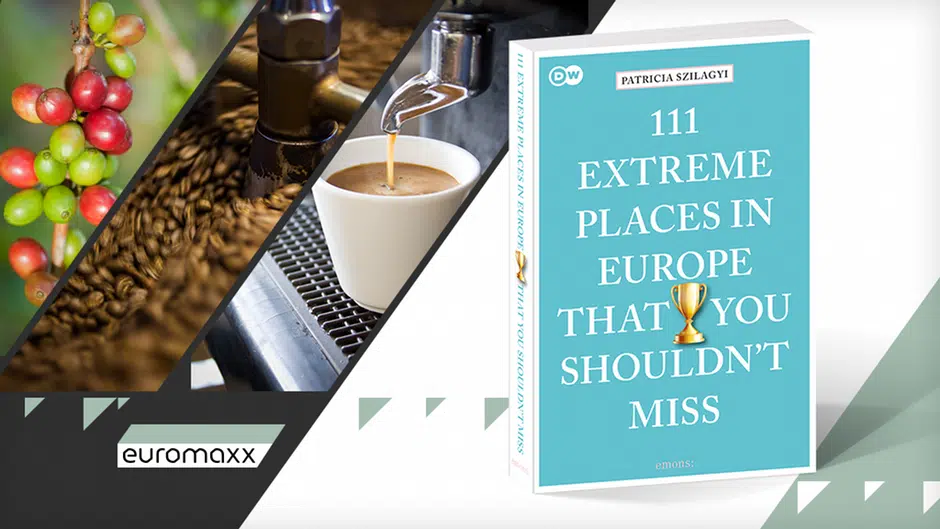 DW
PATRICIA SZILAGYI
111
EXTREME
PLACES IN
EUROPE
THAT YOU
SHOULDN'T
MISS
emons:
111 EXTREME PLACES IN EUROPE THAT YOU SHOULDN'T MISS
euromaxx